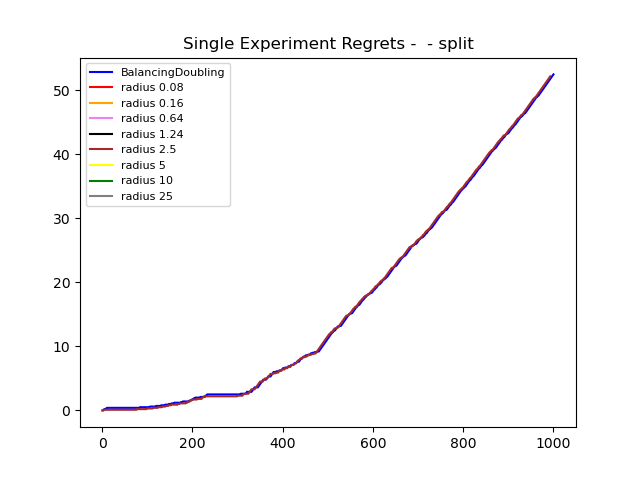 Single Experiment Regrets -  - split
BalancingDoubling
radius 0.08
radius 0.16
radius 0.64
radius 1.24
radius 2.5
radius 5
radius 10
radius 25
50
40
30
20
10
0
0 200 400 600 800 1000